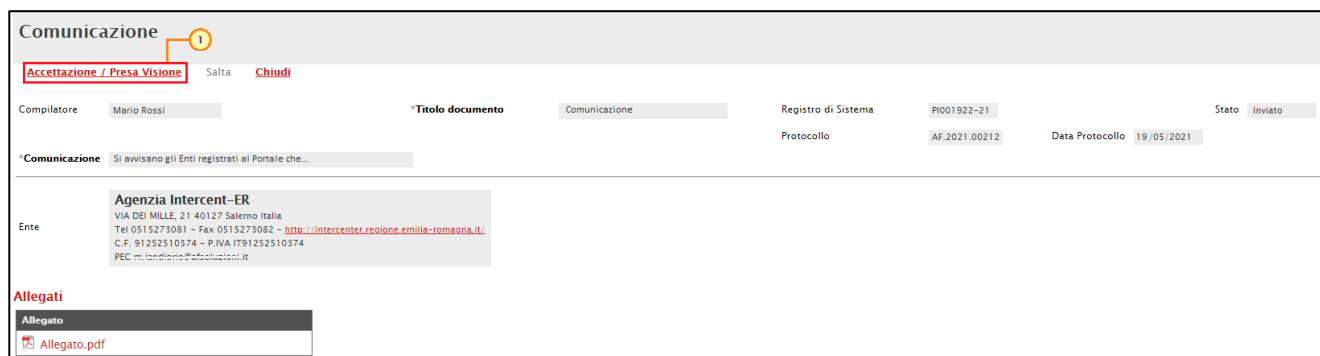 Comunicazione
1
Accettazione / Presa Visione Salta Chiudi
Compilatore Mario Rossi *Titolo documento Comunicazione Registro di Sistema PI001922-21 Stato Inviato
Protocollo AF.2021.00212 Data Protocollo 19/05/2021
*Comunicazione Si avvisano gli Enti registrati al Portale che...
Agenzia Intercent-ER
VIA DEI MILLE, 21 40127 Salerno Italia
Ente Tel 0515273081 - Fax 0515273082 - http://intercenter.regione.emilia-romagna.it/
C.F. 91252510374 - P.IVA IT91252510374
PEC m.iandiorio@afsoluzioni.it
Allegati
Allegato
Allegato.pdf